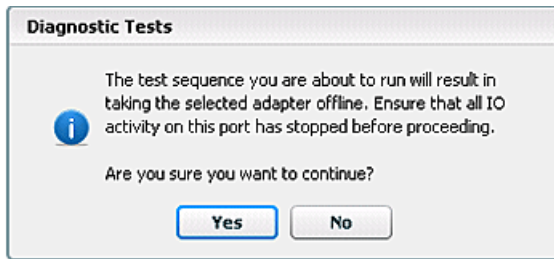 Diagnostic Tests
The test sequence you are about to run will result in
taking the selected adapter offline. Ensure that all IO
activity on this port has stopped before proceeding.
Are you sure you want to continue?
Yes
No